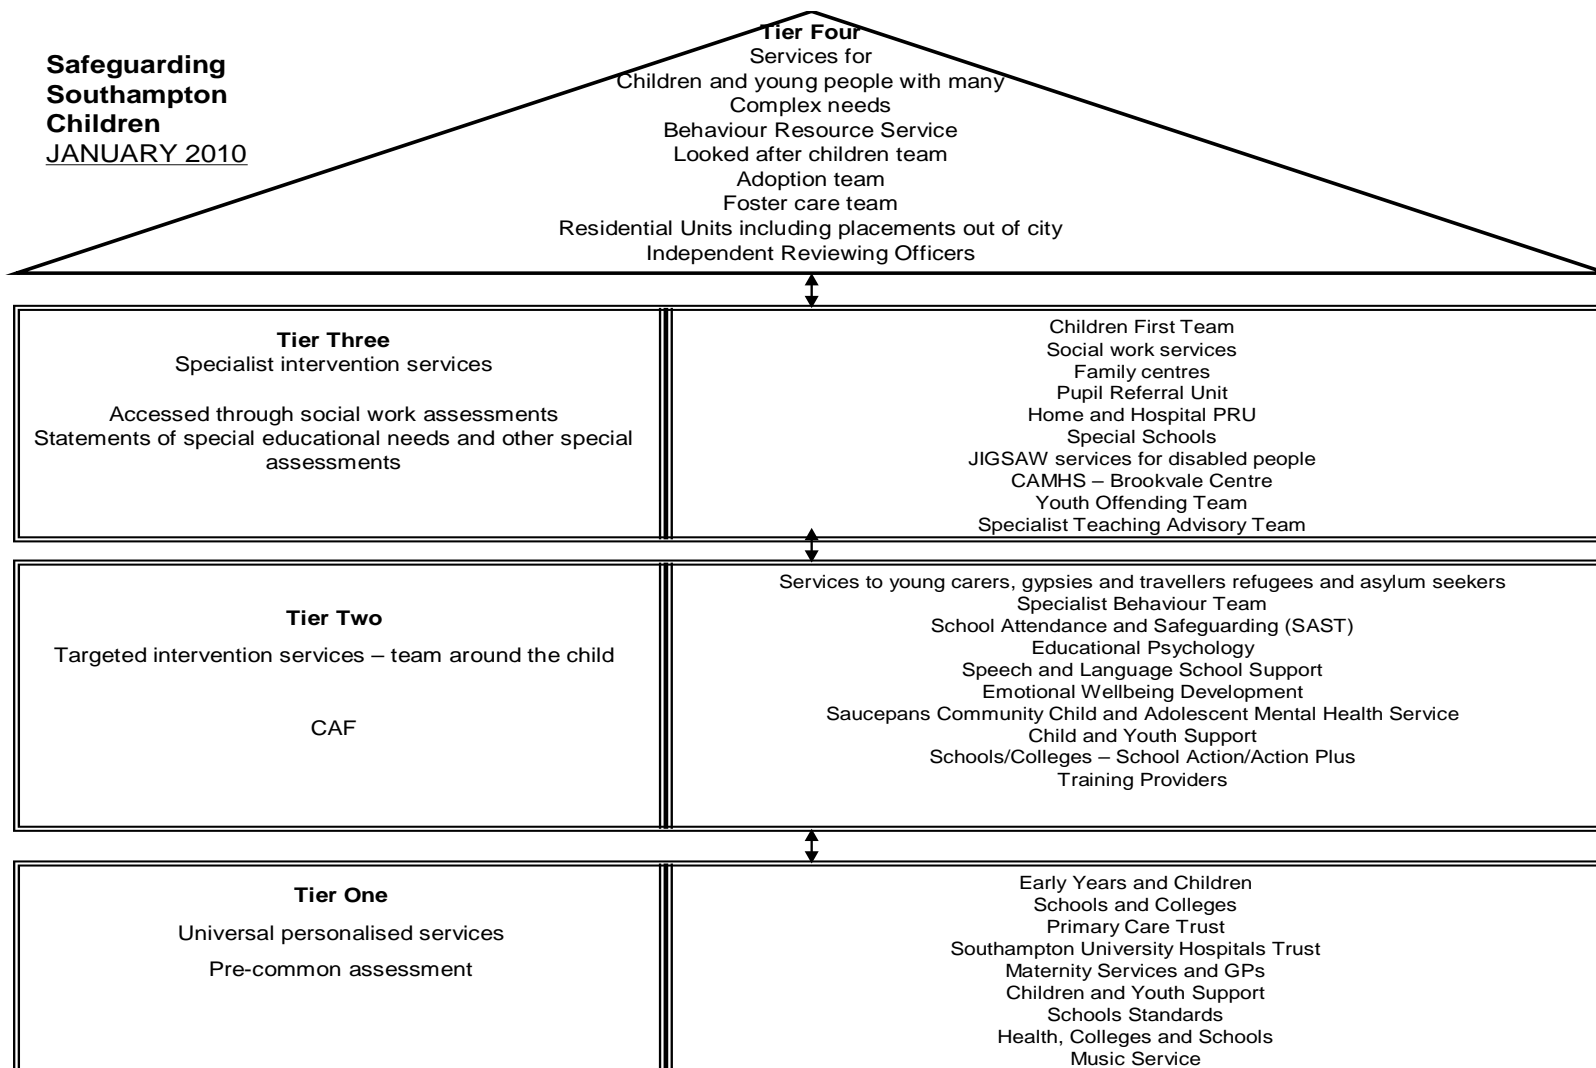 Safeguarding
Southampton
Children
JANUARY 2010
Tier Four
Services for
Children and young people with many
Complex needs
Behaviour Resource Service
Looked after children team
Adoption team
Foster care team
Residential Units including placements out of city
Independent Reviewing Officers
Tier Three
Specialist intervention services
Accessed through social work assessments
Statements of special educational needs and other special
assessments
Children First Team
Social work services
Family centres
Pupil Referral Unit
Home and Hospital PRU
Special Schools
JIGSAW services for disabled people
CAMHS – Brookvale Centre
Youth Offending Team
Specialist Teaching Advisory Team
Tier Two
Targeted intervention services – team around the child
CAF
Services to young carers, gypsies and travellers refugees and asylum seekers
Specialist Behaviour Team
School Attendance and Safeguarding (SAST)
Educational Psychology
Speech and Language School Support
Emotional Wellbeing Development
Saucepans Community Child and Adolescent Mental Health Service
Child and Youth Support
Schools/Colleges – School Action/Action Plus
Training Providers
Tier One
Universal personalised services
Pre-common assessment
Early Years and Children
Schools and Colleges
Primary Care Trust
Southampton University Hospitals Trust
Maternity Services and GPs
Children and Youth Support
Schools Standards
Health, Colleges and Schools
Music Service